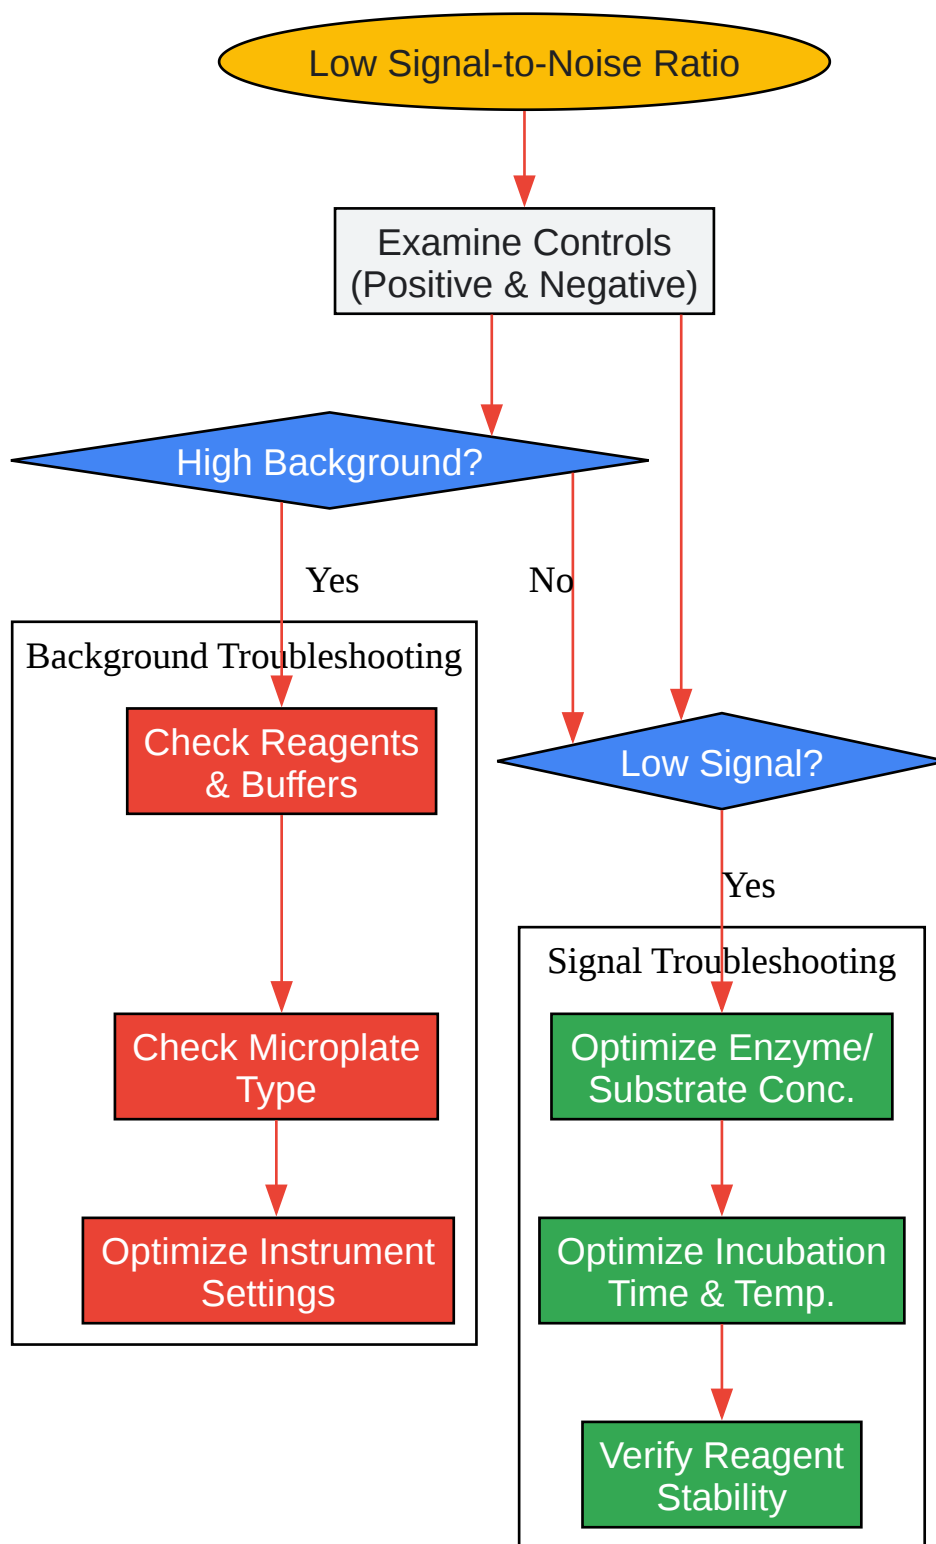 Low Signal-to-Noise Ratio
Examine Controls
(Positive & Negative)
High Background?
Yes
No
Background Troubleshooting
Check Reagents
& Buffers
Low Signal?
Yes
Signal Troubleshooting
Check Microplate
Type
Optimize Enzyme/
Substrate Conc.
Optimize Instrument
Settings
Optimize Incubation
Time & Temp.
Verify Reagent
Stability